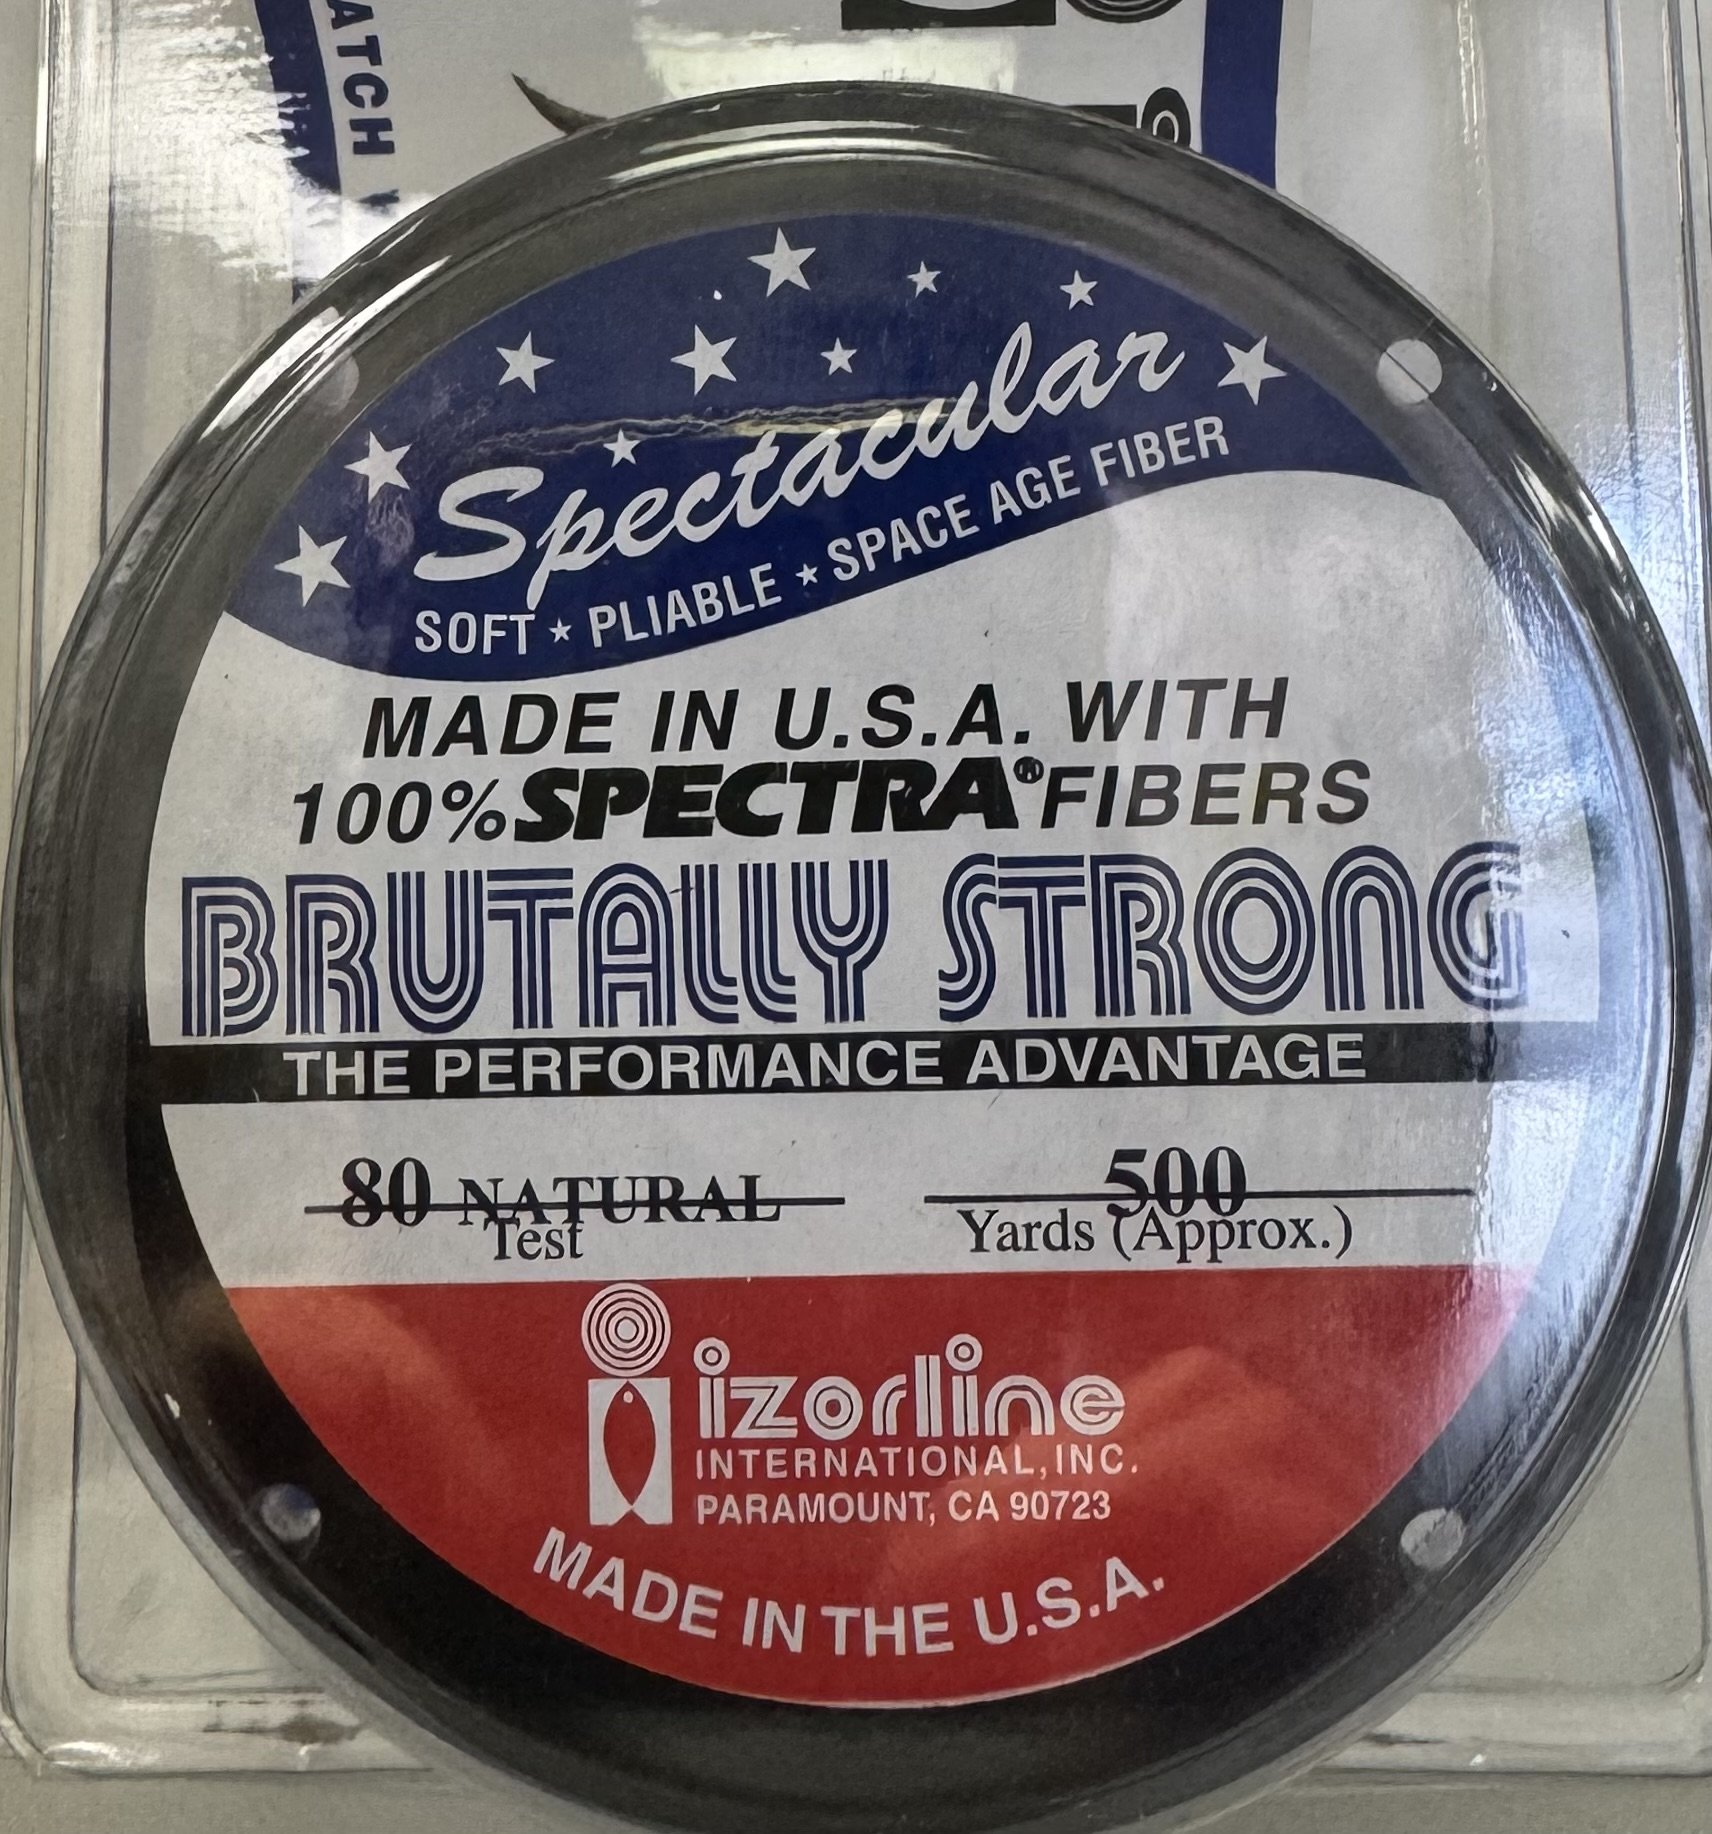 ATCH
Spectacular
SOFT ★ PLIABLE ★ SPACE AGE FIBER
MADE IN U.S.A. WITH
100% SPECTRA® FIBERS
BRUTALLY STRONG
THE PERFORMANCE ADVANTAGE
80 NATURAL 500
Test Yards (Approx.)
izorline
INTERNATIONAL, INC.
PARAMOUNT, CA 90723
MADE IN THE U.S.A.